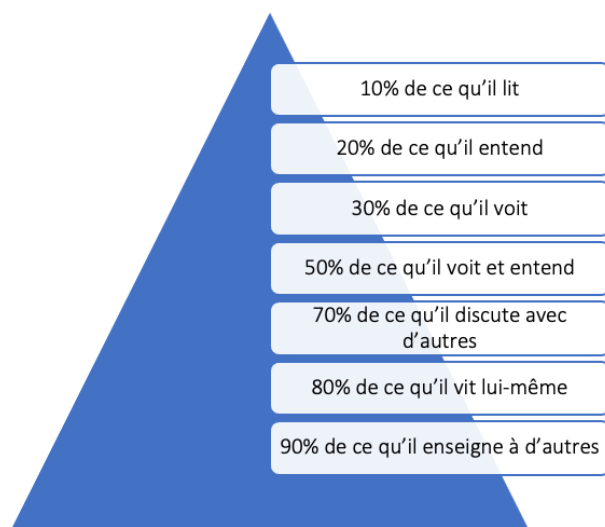 10% de ce qu’il lit
20% de ce qu’il entend
30% de ce qu’il voit
50% de ce qu’il voit et entend
70% de ce qu’il discute avec
d’autres
80% de ce qu’il vit lui-même
90% de ce qu’il enseigne à d’autres